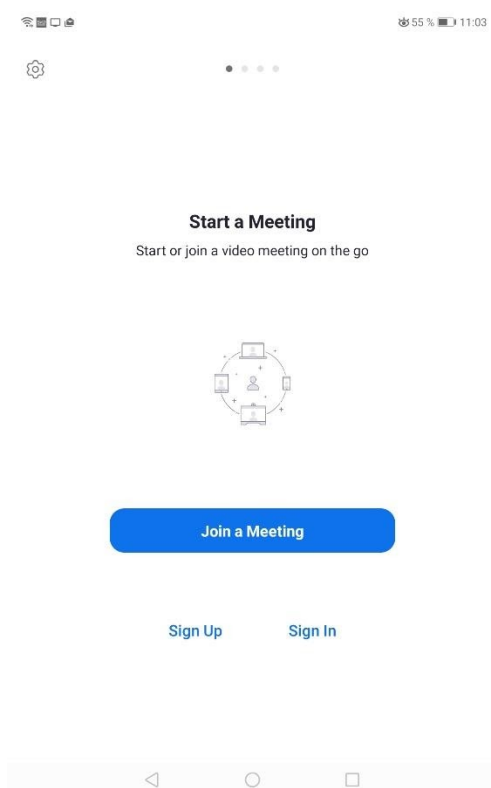 55 % 11:03
Start a Meeting
Start or join a video meeting on the go
Join a Meeting
Sign Up Sign In